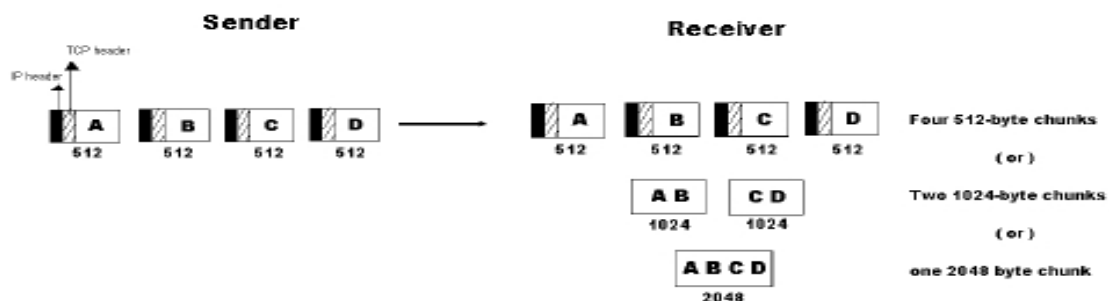 Sender
Receiver
TCP header
IP header
A B C D
512 512 512 512
A B C D Four 512-byte chunks
512 512 512 512
( or )
A B C D Two 1024-byte chunks
1024 1024
( or )
A B C D one 2048 byte chunk
2048